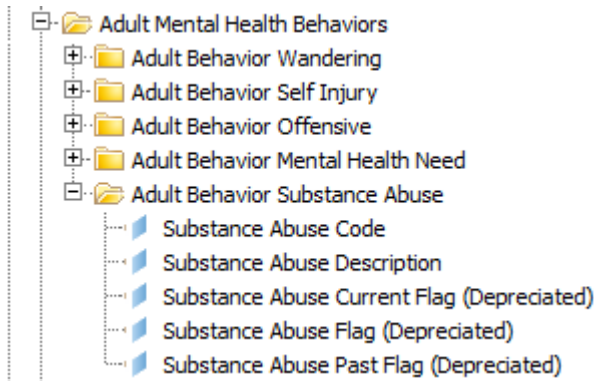 Adult Mental Health Behaviors
Adult Behavior Wandering
Adult Behavior Self Injury
Adult Behavior Offensive
Adult Behavior Mental Health Need
Adult Behavior Substance Abuse
Substance Abuse Code
Substance Abuse Description
Substance Abuse Current Flag (Depreciated)
Substance Abuse Flag (Depreciated)
Substance Abuse Past Flag (Depreciated)